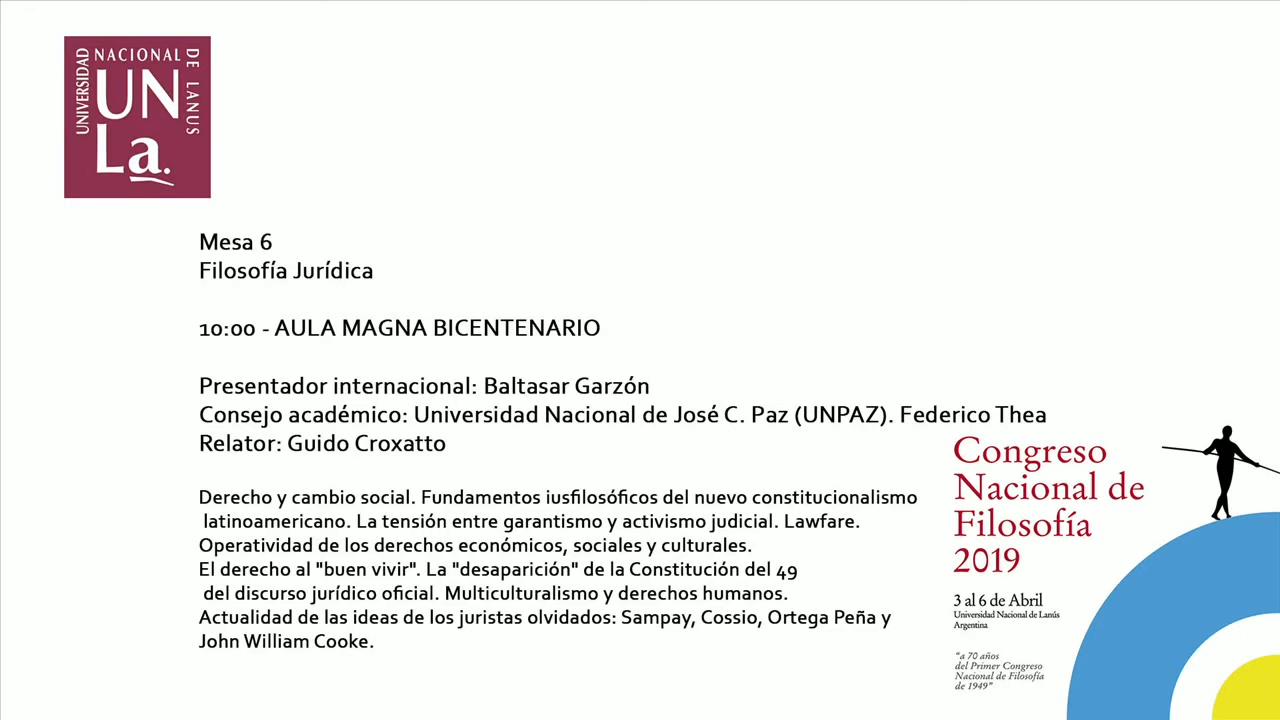 UNIVERSIDAD NACIONAL DE LANUS
UN
La.
Mesa 6
Filosofía Jurídica
10:00 - AULA MAGNA BICENTENARIO
Presentador internacional: Baltasar Garzón
Consejo académico: Universidad Nacional de José C. Paz (UNPAZ). Federico Thea
Relator: Guido Croxatto
Derecho y cambio social. Fundamentos iusfilosóficos del nuevo constitucionalismo
latinoamericano. La tensión entre garantismo y activismo judicial. Lawfare.
Operatividad de los derechos económicos, sociales y culturales.
El derecho al "buen vivir". La "desaparición" de la Constitución del 49
del discurso jurídico oficial. Multiculturalismo y derechos humanos.
Actualidad de las ideas de los juristas olvidados: Sampay, Cossio, Ortega Peña y
John William Cooke.
Congreso
Nacional de
Filosofía
2019
3 al 6 de Abril
Universidad Nacional de Lanús
Argentina
"a 70 años
del Primer Congreso
Nacional de Filosofía
de 1949"